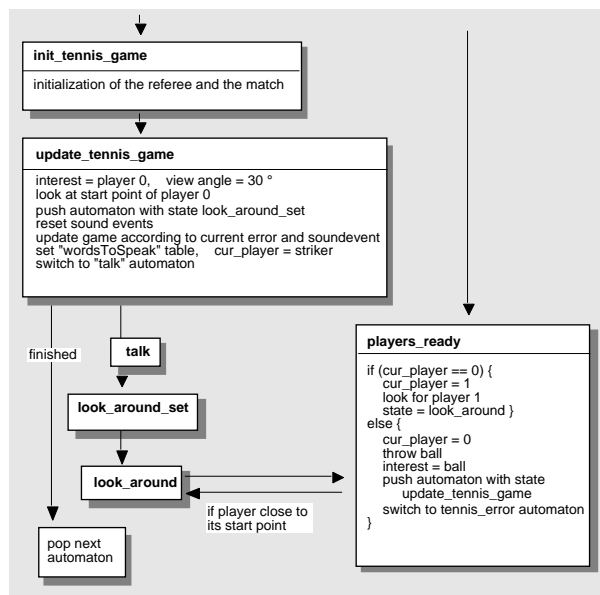 init_tennis_game
initialization of the referee and the match
update_tennis_game
interest = player 0,    view angle = 30 °
look at start point of player 0
push automaton with state look_around_set
reset sound events
update game according to current error and soundevent
set "wordsToSpeak" table,    cur_player = striker
switch to "talk" automaton
finished
talk
look_around_set
look_around
if player close to
its start point
pop next
automaton
players_ready
if (cur_player == 0) {
cur_player = 1
look for player 1
state = look_around }
else {
cur_player = 0
throw ball
interest = ball
push automaton with state
update_tennis_game
switch to tennis_error automaton
}